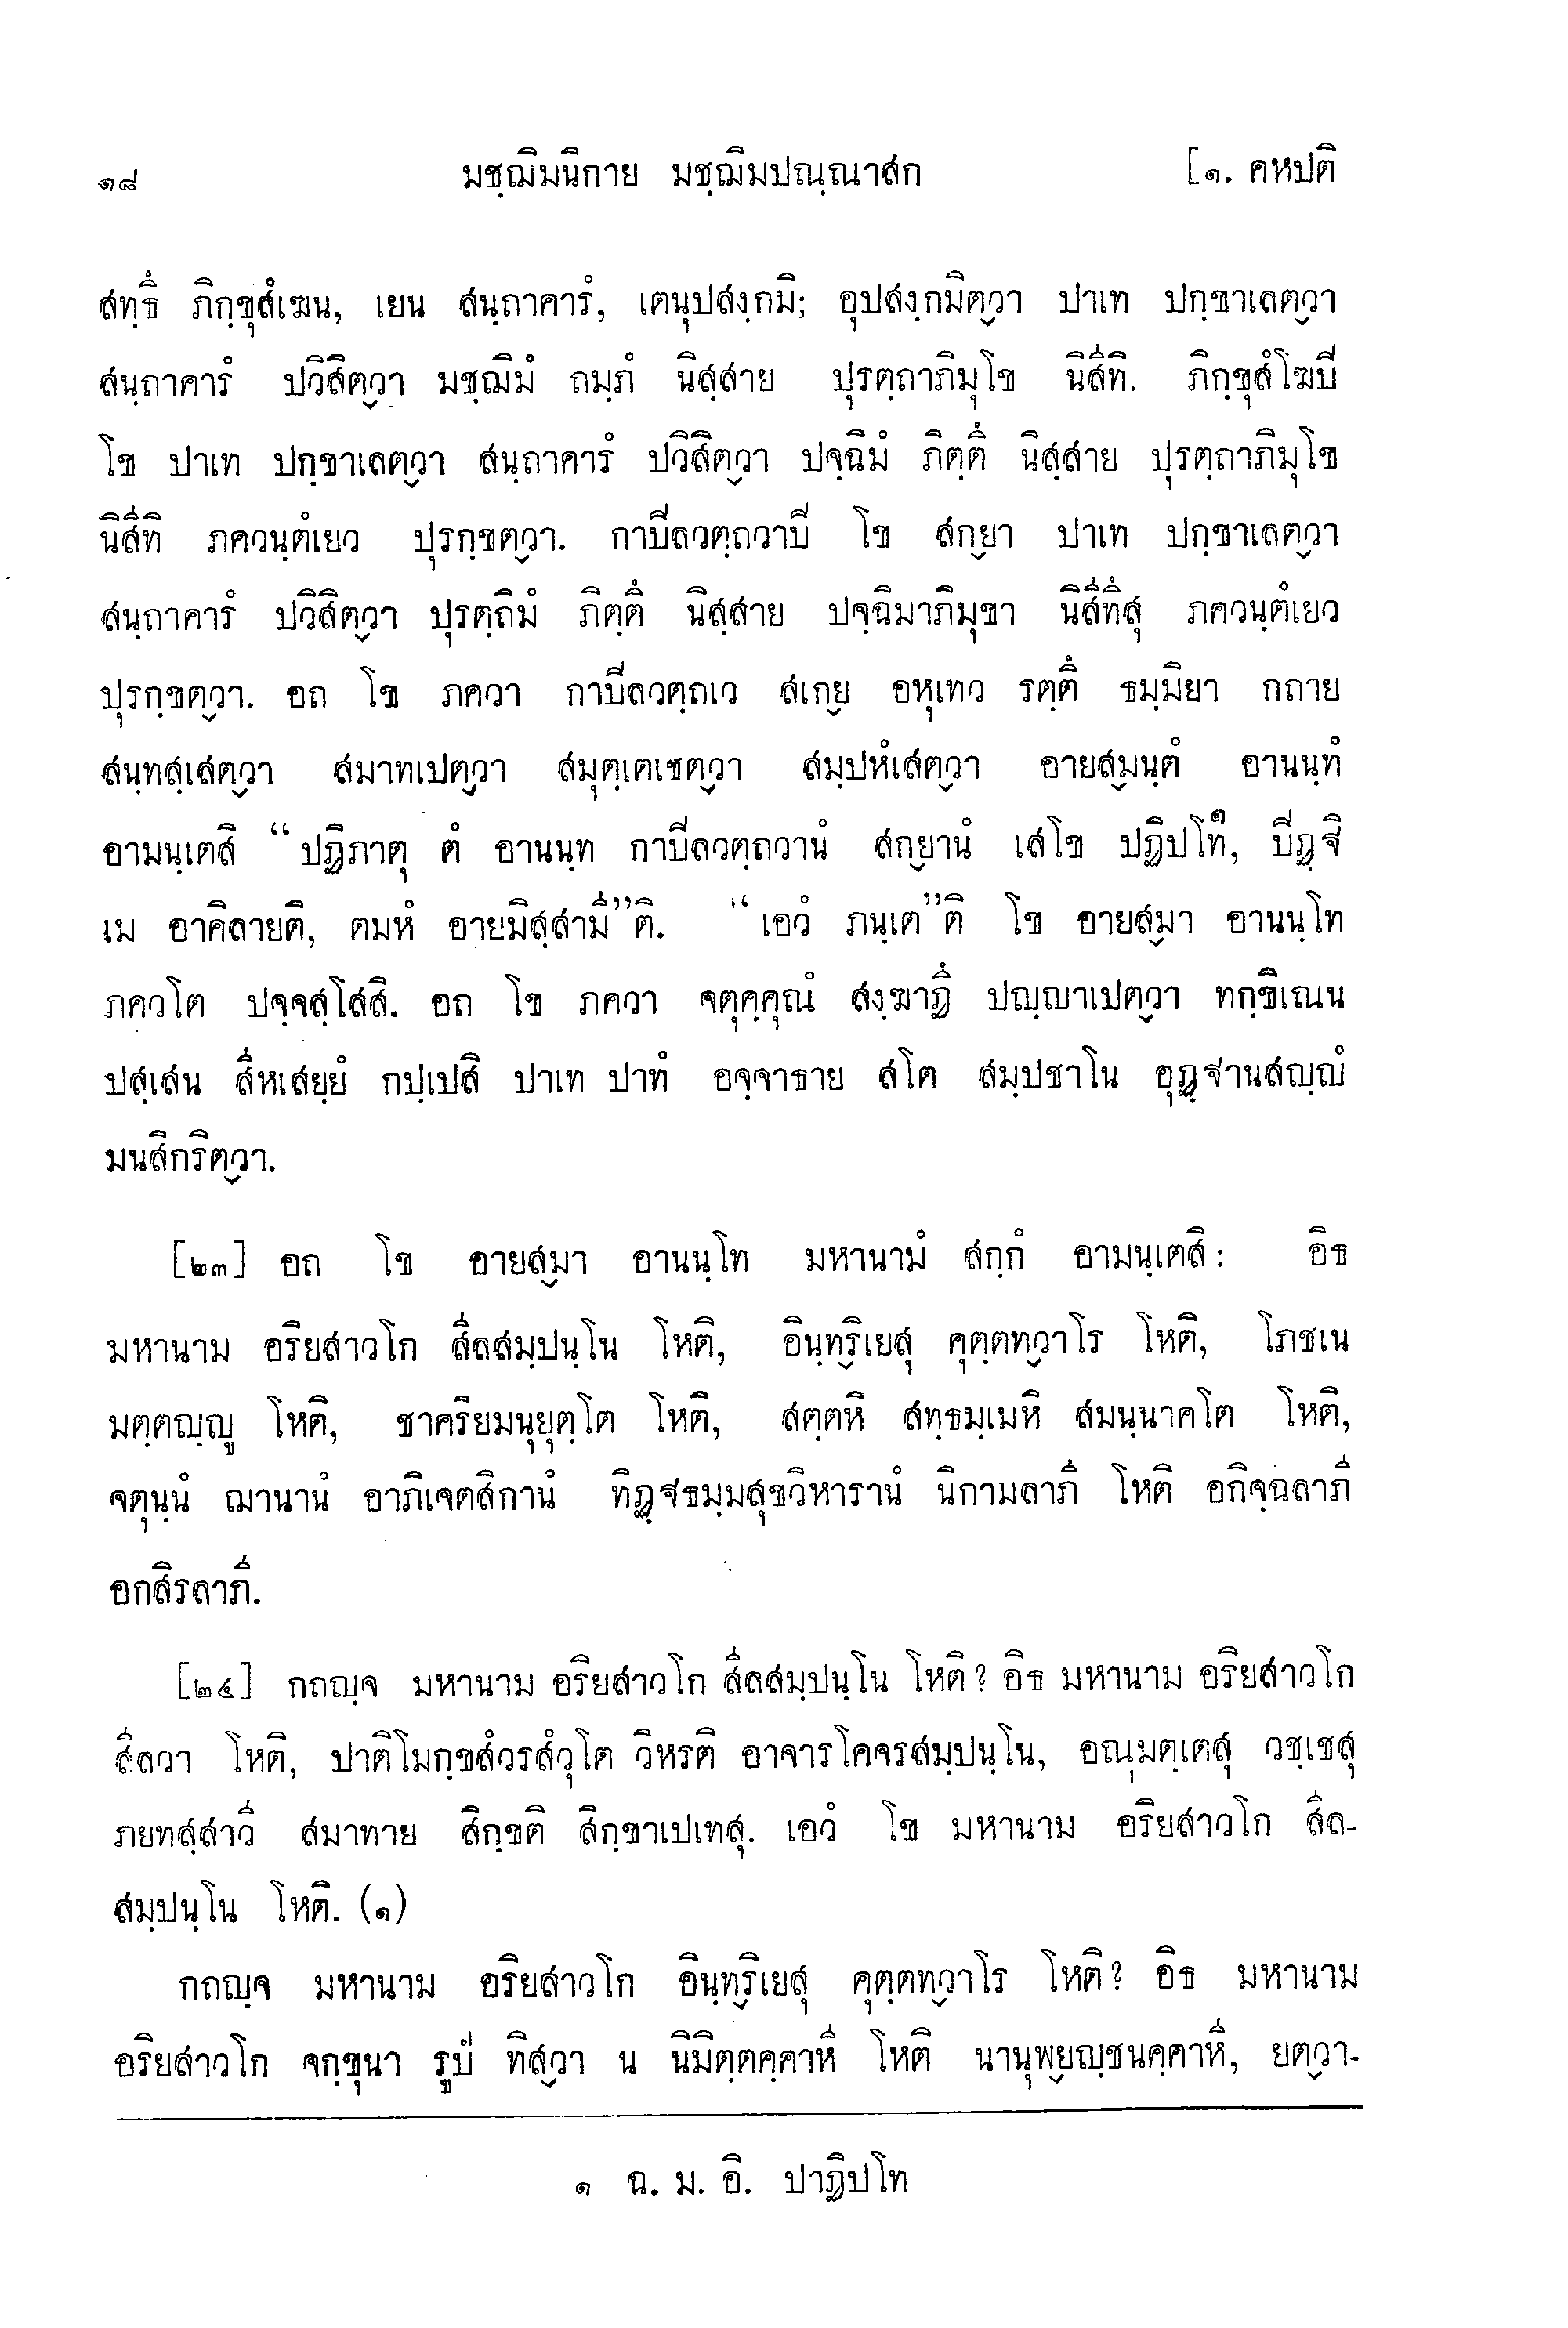 ๑๘ มชฺฌิมนิกาย มชฺฌิมปณฺณาสก [๑. คหปติ
สทฺธึ ภิกฺขุสํเฆน, เยน สนฺถาคารํ, เตนุปสงฺกมิ; อุปสงฺกมิตฺวา ปาเท ปกฺขาเลตฺวา
สนฺถาคารํ ปวิสิตฺวา มชฺฌิมํ ถมฺภํ นิสฺสาย ปุรตฺถาภิมุโข นิสีทิ. ภิกฺขุสํโฆปี
โข ปาเท ปกฺขาเลตฺวา สนฺถาคารํ ปวิสิตฺวา ปจฺฉิมํ ภิตฺตึ นิสฺสาย ปุรตฺถาภิมุโข
นิสีทิ ภควนฺตํเยว ปุรกฺขตฺวา. กาปีลวตฺถวาปี โข สกฺยา ปาเท ปกฺขาเลตฺวา
สนฺถาคารํ ปวิสิตฺวา ปุรตฺถิมํ ภิตฺตึ นิสฺสาย ปจฺฉิมาภิมุขา นิสีทึสุ ภควนฺตํเยว
ปุรกฺขตฺวา. อถ โข ภควา กาปีลวตฺถเว สเกฺย อหุเทว รตฺตึ ธมฺมิยา กถาย
สนฺทสฺเสตฺวา สมาทเปตฺวา สมุตฺเตเชตฺวา สมฺปหํเสตฺวา อายสฺมนฺตํ อานนฺทํ
อามนฺเตสิ “ปฏิภาตุ ตํ อานนฺท กาปีลวตฺถวานํ สกฺยานํ เสโข ปฏิปโท๑, ปีฏฺฐิ
เม อาคิลายติ, ตมหํ อายมิสฺสามี”ติ. “เอวํ ภนฺเต”ติ โข อายสฺมา อานนฺโท
ภควโต ปจฺจสฺโสสิ. อถ โข ภควา จตุคฺคุณํ สงฺฆาฏึ ปญฺญาเปตฺวา ทกฺขิเณน
ปสฺเสน สีหเสยฺยํ กปฺเปสิ ปาเท ปาทํ อจฺจาธาย สโต สมฺปชาโน อุฏฺฐานสญฺญํ
มนสิกริตฺวา.
[๒๓] อถ โข อายสฺมา อานนฺโท มหานามํ สกฺกํ อามนฺเตสิ: อิธ
มหานาม อริยสาวโก สีลสมฺปนฺโน โหติ, อินฺทฺริเยสุ คุตฺตทฺวาโร โหติ, โภชเน
มตฺตญฺญู โหติ, ชาคริยมนุยุตฺโต โหติ, สตฺตหิ สทฺธมฺเมหิ สมนฺนาคโต โหติ,
จตุนฺนํ ฌานานํ อาภิเจตสิกานํ ทิฏฺฐธมฺมสุขวิหารานํ นิกามลาภี โหติ อกิจฺฉลาภี
อกสิรลาภี.
[๒๔] กถญฺจ มหานาม อริยสาวโก สีลสมฺปนฺโน โหติ? อิธ มหานาม อริยสาวโก
สีลวา โหติ, ปาติโมกฺขสํวรสํวุโต วิหรติ อาจารโคจรสมฺปนฺโน, อณุมตฺเตสุ วชฺเชสุ
ภยทสฺสาวี สมาทาย สิกฺขติ สิกฺขาเปเทสุ. เอวํ โข มหานาม อริยสาวโก สีล-
สมฺปนฺโน โหติ. (๑)
กถญฺจ มหานาม อริยสาวโก อินฺทฺริเยสุ คุตฺตทฺวาโร โหติ? อิธ มหานาม
อริยสาวโก จกฺขุนา รูปํ ทิสฺวา น นิมิตฺตคฺคาหี โหติ นานุพฺยญฺชนคฺคาหี, ยตฺวา-
๑ ฉ. ม. อิ. ปาฏิปโท